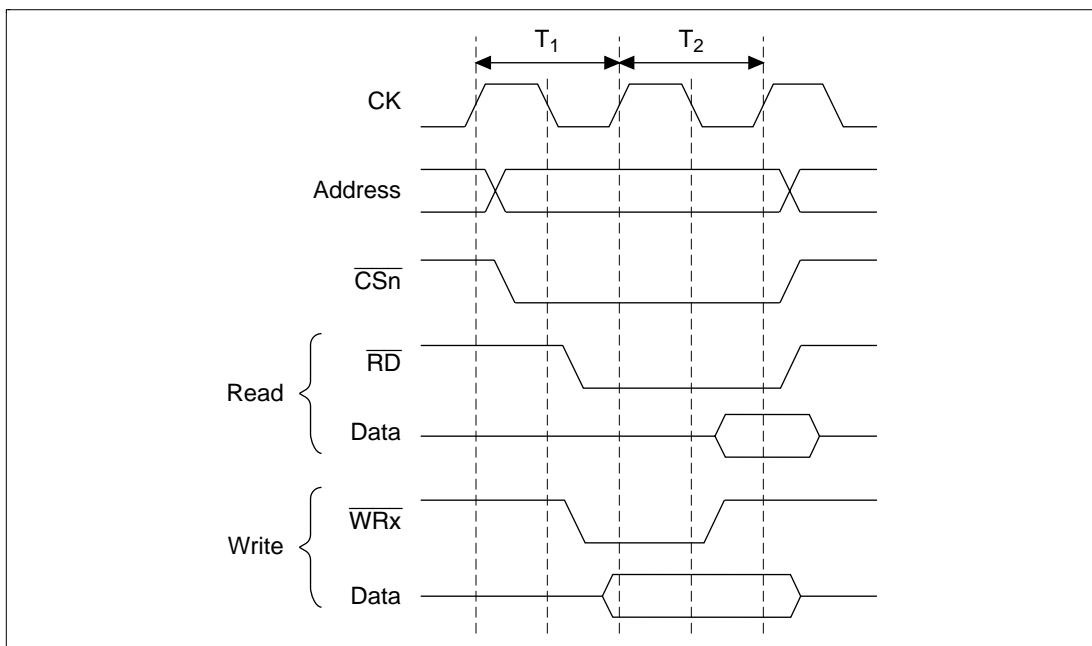 T1 T2
CK
Address
CSn
RD
Read
Data
WRx
Write
Data